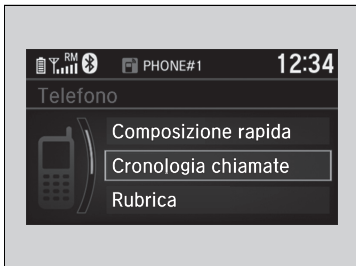 RM PHONE#1 12:34
Telefono
Composizione rapida
Cronologia chiamate
Rubrica